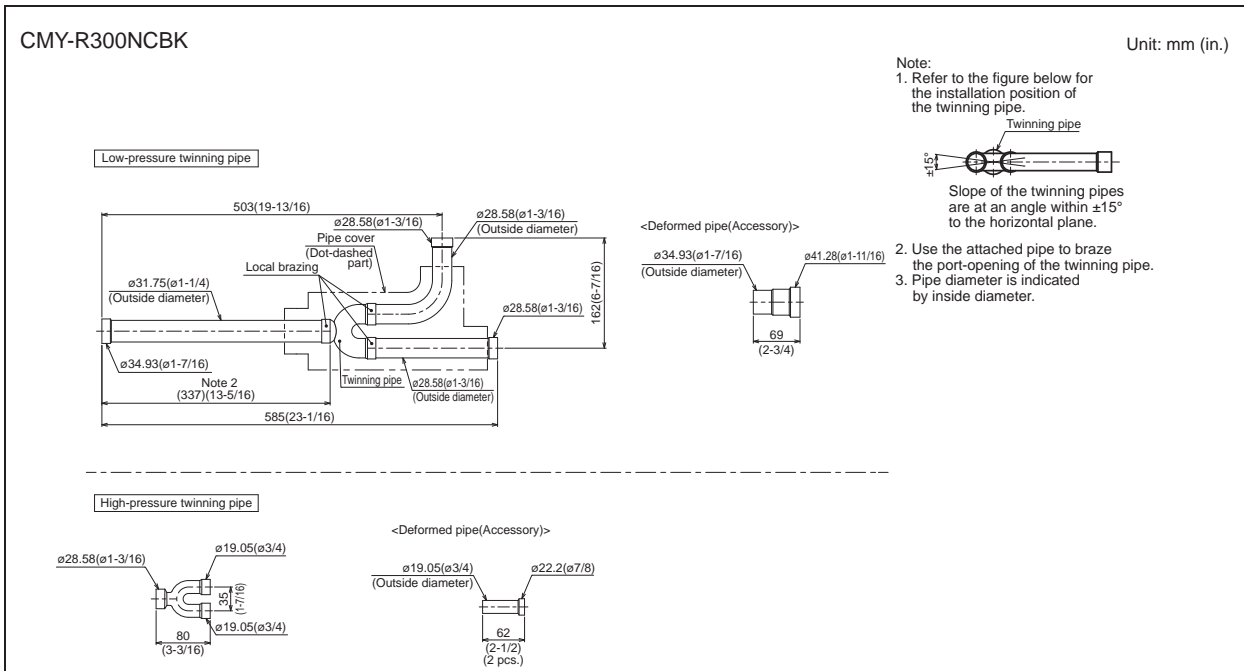 CMY-R300NCBK
Unit: mm (in.)
Note:
1. Refer to the figure below for
the installation position of
the twinning pipe.
Twinning pipe
±15°
Slope of the twinning pipes
are at an angle within ±15°
to the horizontal plane.
2. Use the attached pipe to braze
the port-opening of the twinning pipe.
3. Pipe diameter is indicated
by inside diameter.
Low-pressure twinning pipe
503(19-13/16)
ø28.58(ø1-3/16)
ø28.58(ø1-3/16)
(Outside diameter)
Pipe cover
(Dot-dashed
part)
Local brazing
ø31.75(ø1-1/4)
(Outside diameter)
162(6-7/16)
ø28.58(ø1-3/16)
ø34.93(ø1-7/16)
Note 2
(337)(13-5/16)
Twinning pipe
ø28.58(ø1-3/16)
(Outside diameter)
585(23-1/16)
<Deformed pipe(Accessory)>
ø34.93(ø1-7/16)
(Outside diameter)
ø41.28(ø1-11/16)
69
(2-3/4)
High-pressure twinning pipe
ø28.58(ø1-3/16)
ø19.05(ø3/4)
35
(1-7/16)
ø19.05(ø3/4)
80
(3-3/16)
<Deformed pipe(Accessory)>
ø19.05(ø3/4)
(Outside diameter)
ø22.2(ø7/8)
62
(2-1/2)
(2 pcs.)